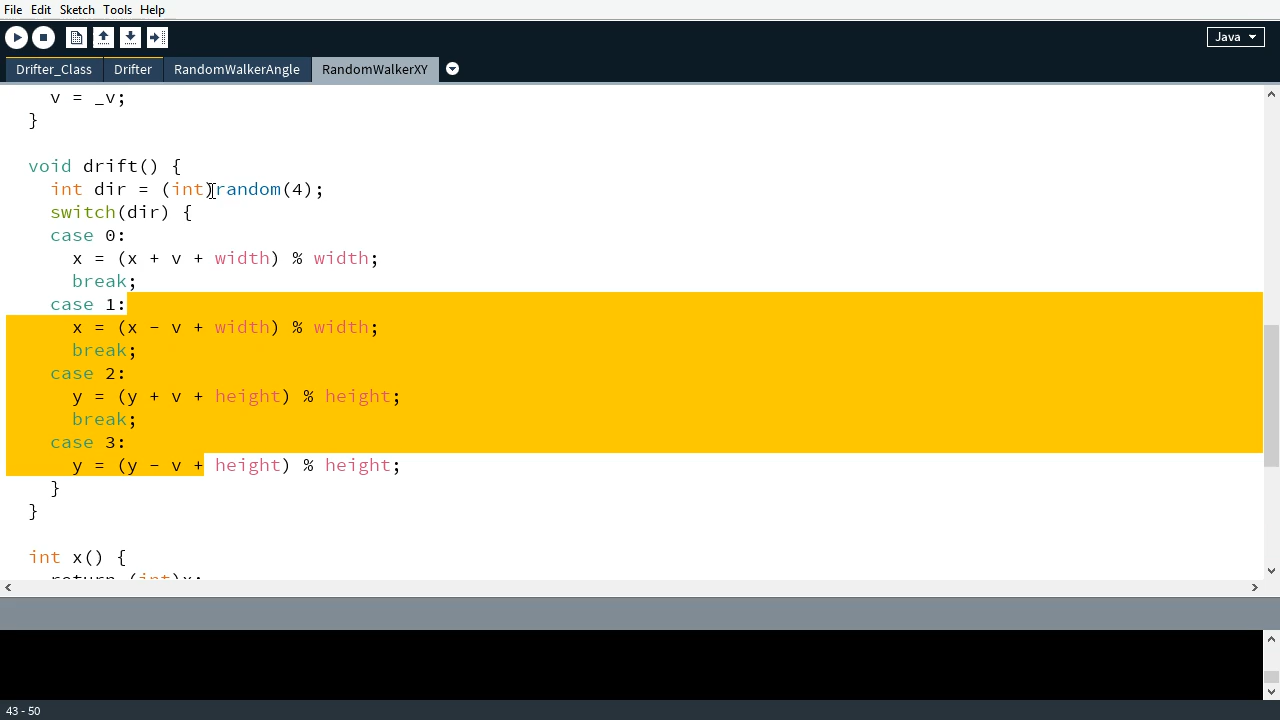 File Edit Sketch Tools Help
Java
Drifter_Class Drifter RandomWalkerAngle RandomWalkerXY
v = _v;
}
void drift() {
int dir = (int)random(4);
switch(dir) {
case 0:
x = (x + v + width) % width;
break;
case 1:
x = (x - v + width) % width;
break;
case 2:
y = (y + v + height) % height;
break;
case 3:
y = (y - v + height) % height;
}
}
int x() {
return (int)x;
43 - 50